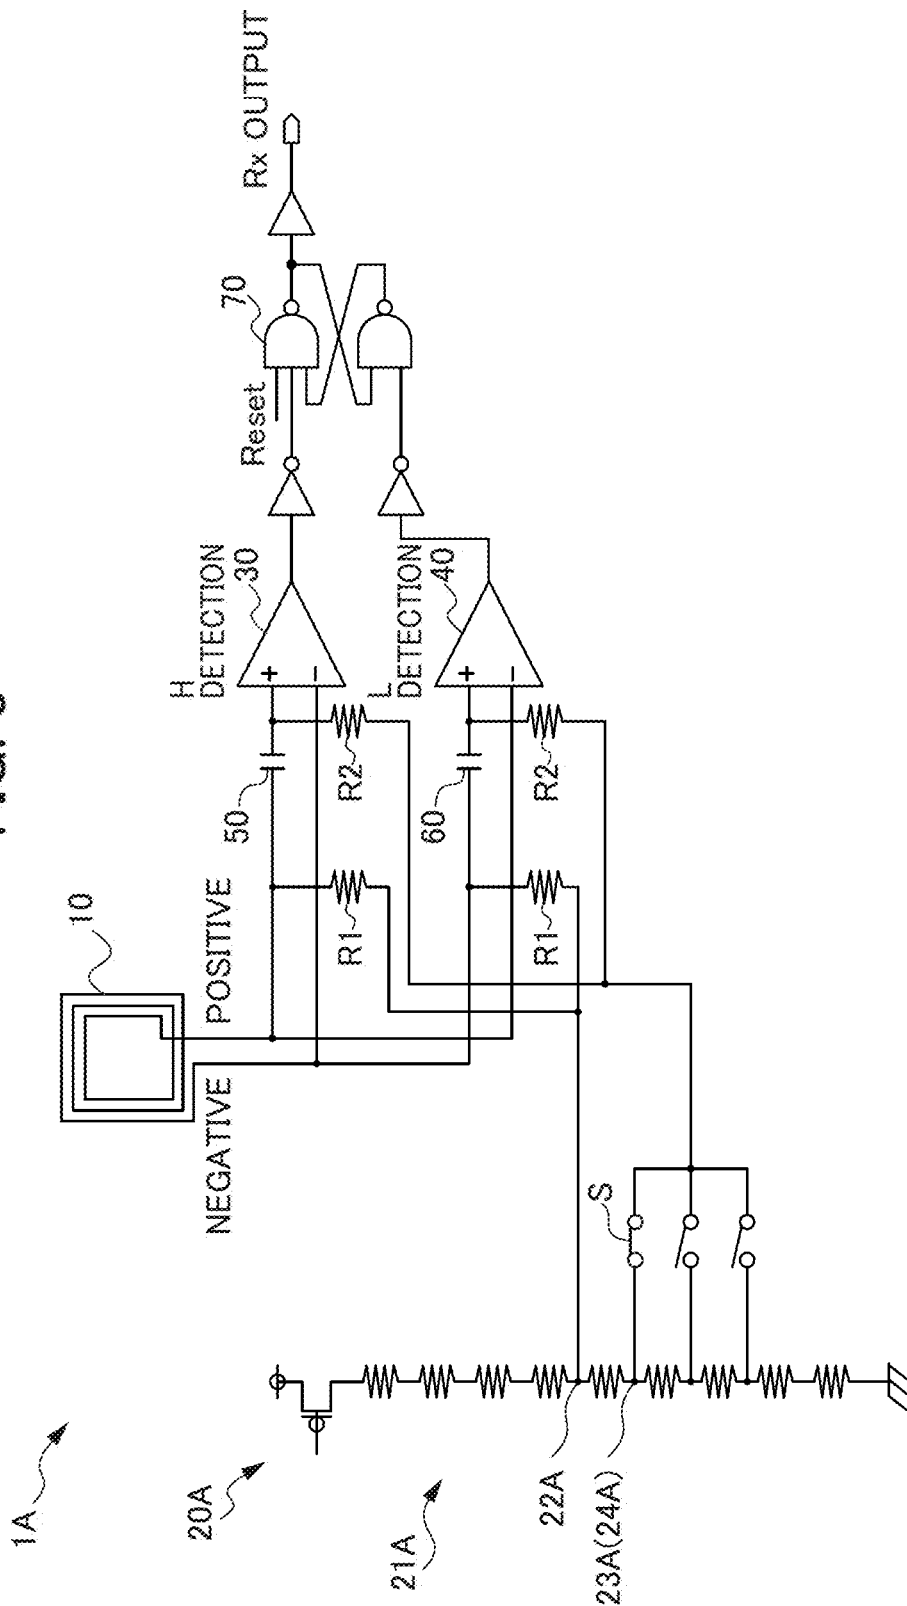 1A
20A
21A
22A
23A(24A)
S
10
NEGATIVE
POSITIVE
R1
R2
R1
R2
50
60
H
DETECTION
30
L
DETECTION
40
+
−
+
−
Reset
70
Rx OUTPUT